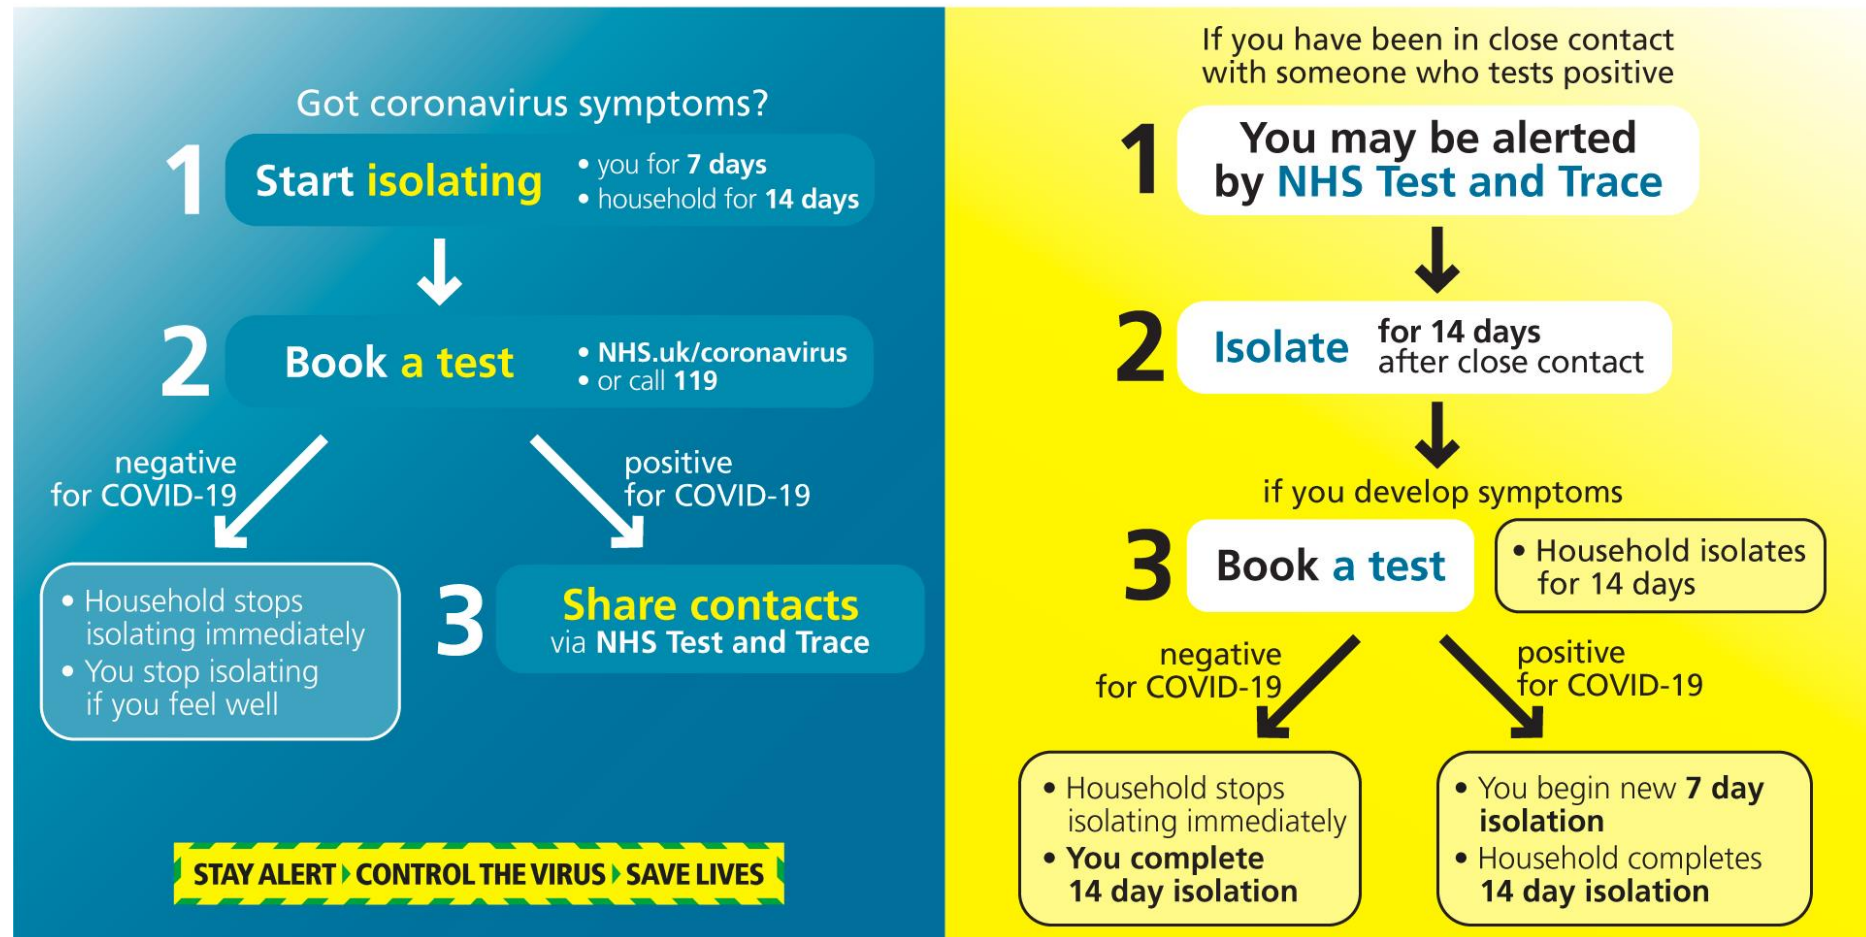 Got coronavirus symptoms?
1
Start isolating
• you for 7 days
• household for 14 days
2
Book a test
• NHS.uk/coronavirus
• or call 119
negative
for COVID-19
positive
for COVID-19
• Household stops
isolating immediately
• You stop isolating
if you feel well
3
Share contacts
via NHS Test and Trace
STAY ALERT CONTROL THE VIRUS SAVE LIVES
If you have been in close contact
with someone who tests positive
1
You may be alerted
by NHS Test and Trace
2
Isolate
for 14 days
after close contact
if you develop symptoms
3
Book a test
• Household isolates
for 14 days
negative
for COVID-19
positive
for COVID-19
• Household stops
isolating immediately
• You complete
14 day isolation
• You begin new 7 day
isolation
• Household completes
14 day isolation